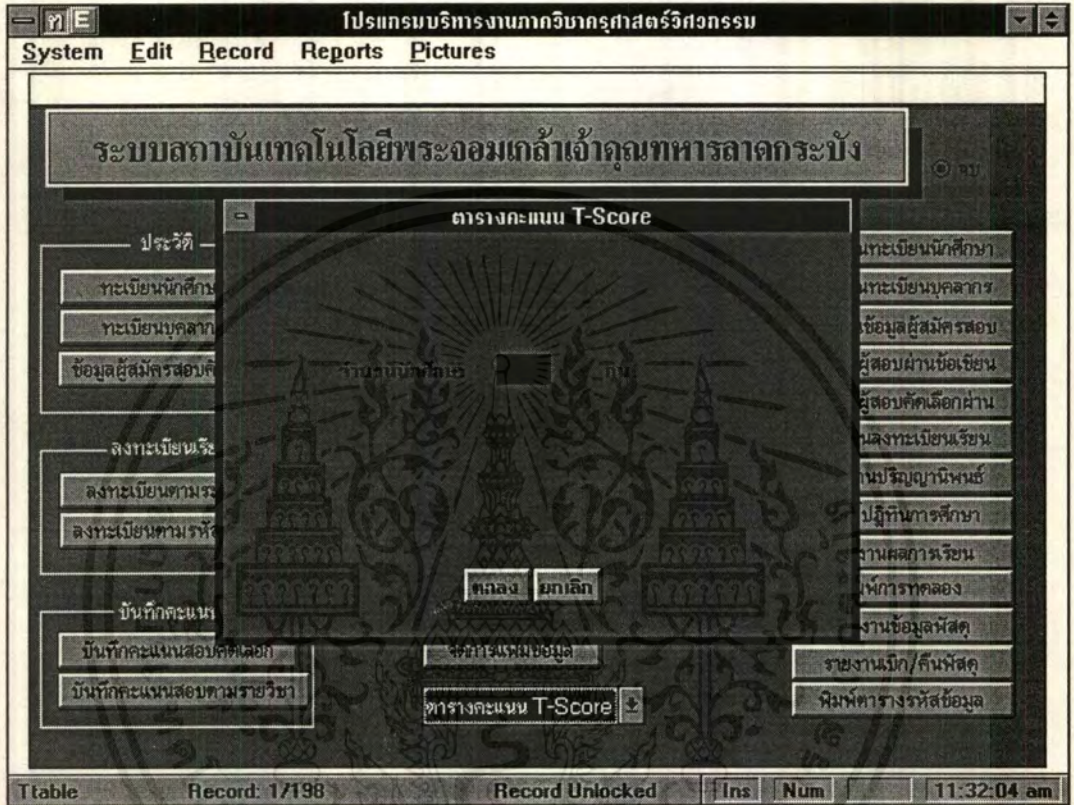 ท E โปรแกรมบริหารงานภาควิชาครุศาสตร์วิศวกรรม
System Edit Record Reports Pictures
ระบบสถาบันเทคโนโลยีพระจอมเกล้าเจ้าคุณทหารลาดกระบัง
จบ
ตารางคะแนน T-Score
ประวัติ
ทะเบียนนักศึกษ
ทะเบียนบุคลาก
ข้อมูลผู้สมัครสอบคั
ลงทะเบียนเรีย
ลงทะเบียนตามระ
ลงทะเบียนตามรหัส
บันทึกคะแนน
บันทึกคะแนนสอบคัดเลือก
บันทึกคะแนนสอบตามรายวิชา
จำนวนนักศึกษา คน
ตกลง ยกเลิก
จัดการแฟ้มข้อมูล
ตารางคะแนน T-Score
นทะเบียนนักศึกษา
นทะเบียนบุคลากร
ข้อมูลผู้สมัครสอบ
ผู้สอบผ่านข้อเขียน
ผู้สอบคัดเลือกผ่าน
นลงทะเบียนเรียน
านปริญญานิพนธ์
ปฏิทินการศึกษา
งานผลการเรียน
มพ์การทดลอง
งานข้อมูลพัสดุ
รายงานเบิก/คืนพัสดุ
พิมพ์ตารางรหัสข้อมูล
Ttable Record: 1/198 Record Unlocked Ins Num 11:32:04 am